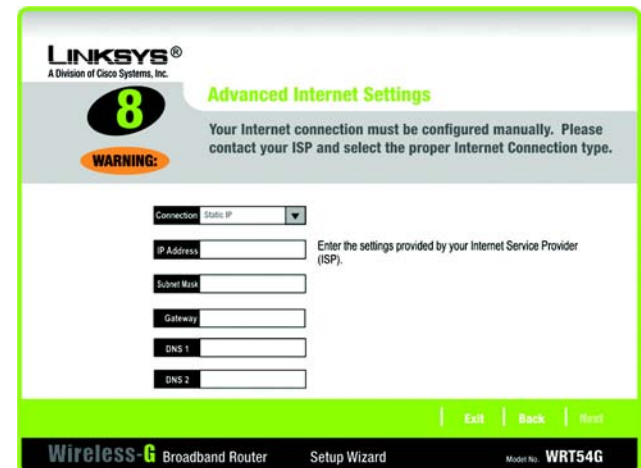 LINKSYS®
A Division of Cisco Systems, Inc.
8
Advanced Internet Settings
WARNING:
Your Internet connection must be configured manually. Please
contact your ISP and select the proper Internet Connection type.
Connection Static IP
IP Address
Enter the settings provided by your Internet Service Provider
(ISP).
Subnet Mask
Gateway
DNS 1
DNS 2
Exit Back Next
Wireless-G Broadband Router Setup Wizard Model No. WRT54G